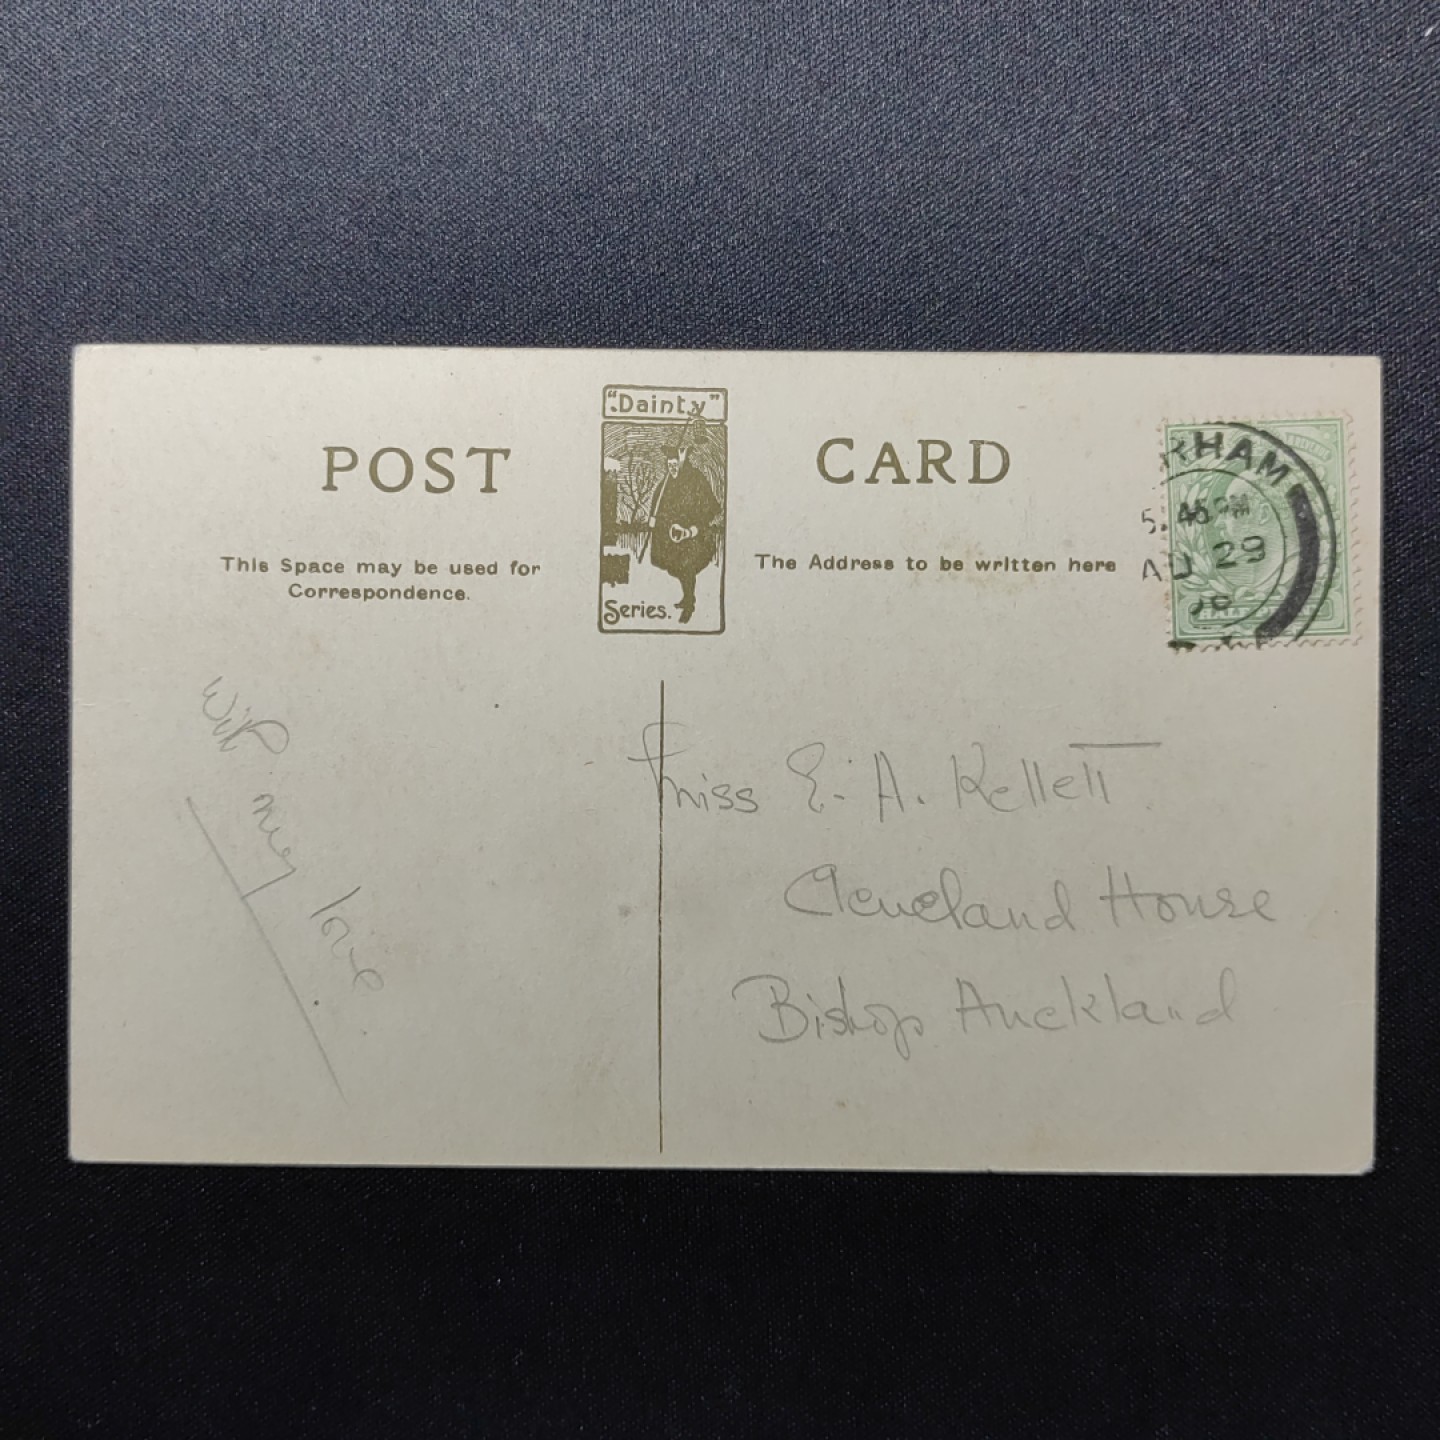 POST
"Dainty"
Series.
CARD
This Space may be used for
Correspondence.
The Address to be written here
RHAM
5.45 PM
AU 29
With
my
love
Miss E. A. Kellett
Cleveland House
Bishop Auckland